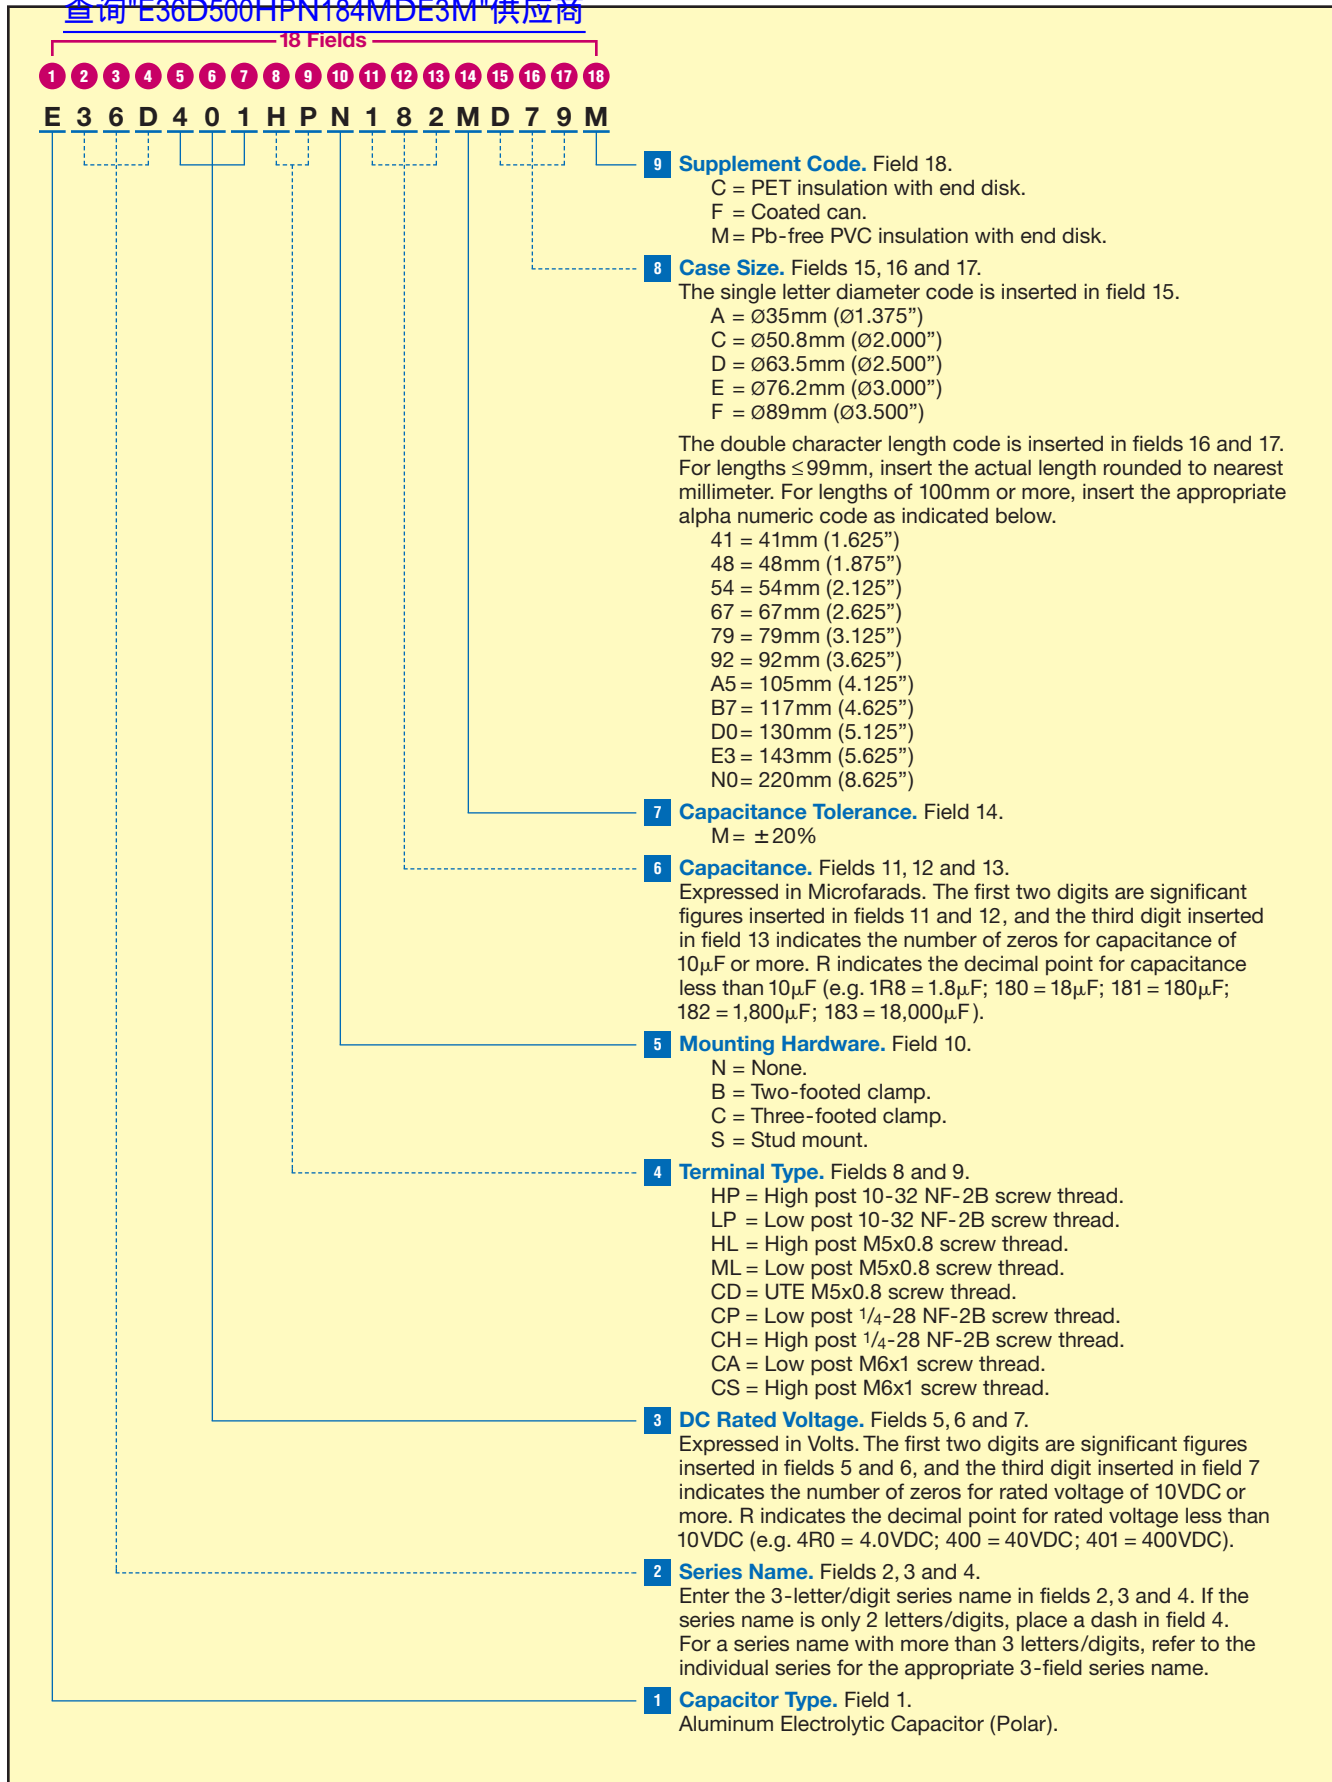 查询"E36D500HPN184MDE3M"供应商
18 Fields
1 2 3 4 5 6 7 8 9 10 11 12 13 14 15 16 17 18
E 3 6 D 4 0 1 H P N 1 8 2 M D 7 9 M
9 Supplement Code. Field 18.
C = PET insulation with end disk.
F = Coated can.
M = Pb-free PVC insulation with end disk.
8 Case Size. Fields 15, 16 and 17.
The single letter diameter code is inserted in field 15.
A = Ø35mm (Ø1.375”)
C = Ø50.8mm (Ø2.000”)
D = Ø63.5mm (Ø2.500”)
E = Ø76.2mm (Ø3.000”)
F = Ø89mm (Ø3.500”)
The double character length code is inserted in fields 16 and 17.
For lengths ≤99mm, insert the actual length rounded to nearest
millimeter. For lengths of 100mm or more, insert the appropriate
alpha numeric code as indicated below.
41 = 41mm (1.625”)
48 = 48mm (1.875”)
54 = 54mm (2.125”)
67 = 67mm (2.625”)
79 = 79mm (3.125”)
92 = 92mm (3.625”)
A5 = 105mm (4.125”)
B7 = 117mm (4.625”)
D0 = 130mm (5.125”)
E3 = 143mm (5.625”)
N0 = 220mm (8.625”)
7 Capacitance Tolerance. Field 14.
M = ±20%
6 Capacitance. Fields 11, 12 and 13.
Expressed in Microfarads. The first two digits are significant
figures inserted in fields 11 and 12, and the third digit inserted
in field 13 indicates the number of zeros for capacitance of
10µF or more. R indicates the decimal point for capacitance
less than 10µF (e.g. 1R8 = 1.8µF; 180 = 18µF; 181 = 180µF;
182 = 1,800µF; 183 = 18,000µF).
5 Mounting Hardware. Field 10.
N = None.
B = Two-footed clamp.
C = Three-footed clamp.
S = Stud mount.
4 Terminal Type. Fields 8 and 9.
HP = High post 10-32 NF-2B screw thread.
LP = Low post 10-32 NF-2B screw thread.
HL = High post M5x0.8 screw thread.
ML = Low post M5x0.8 screw thread.
CD = UTE M5x0.8 screw thread.
CP = Low post 1/4-28 NF-2B screw thread.
CH = High post 1/4-28 NF-2B screw thread.
CA = Low post M6x1 screw thread.
CS = High post M6x1 screw thread.
3 DC Rated Voltage. Fields 5, 6 and 7.
Expressed in Volts. The first two digits are significant figures
inserted in fields 5 and 6, and the third digit inserted in field 7
indicates the number of zeros for rated voltage of 10VDC or
more. R indicates the decimal point for rated voltage less than
10VDC (e.g. 4R0 = 4.0VDC; 400 = 40VDC; 401 = 400VDC).
2 Series Name. Fields 2, 3 and 4.
Enter the 3-letter/digit series name in fields 2, 3 and 4. If the
series name is only 2 letters/digits, place a dash in field 4.
For a series name with more than 3 letters/digits, refer to the
individual series for the appropriate 3-field series name.
1 Capacitor Type. Field 1.
Aluminum Electrolytic Capacitor (Polar).